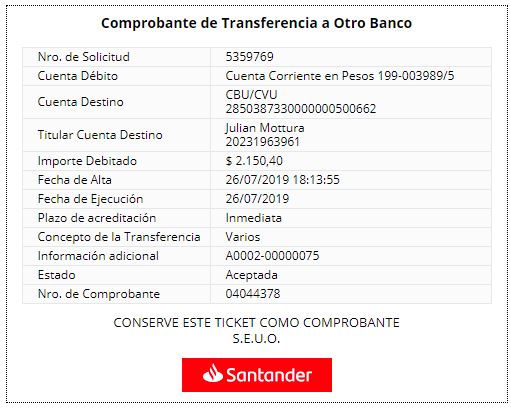 Comprobante de Transferencia a Otro Banco
Nro. de Solicitud 5359769
Cuenta Débito Cuenta Corriente en Pesos 199-003989/5
Cuenta Destino CBU/CVU
2850387330000000500662
Titular Cuenta Destino Julian Mottura
20231963961
Importe Debitado $ 2.150,40
Fecha de Alta 26/07/2019 18:13:55
Fecha de Ejecución 26/07/2019
Plazo de acreditación Inmediata
Concepto de la Transferencia Varios
Información adicional A0002-00000075
Estado Aceptada
Nro. de Comprobante 04044378
CONSERVE ESTE TICKET COMO COMPROBANTE
S.E.U.O.
Santander